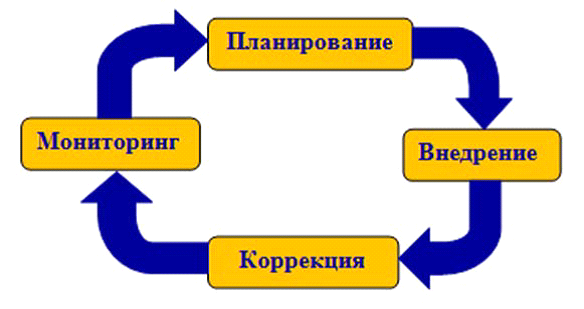 Планирование
Мониторинг
Внедрение
Коррекция